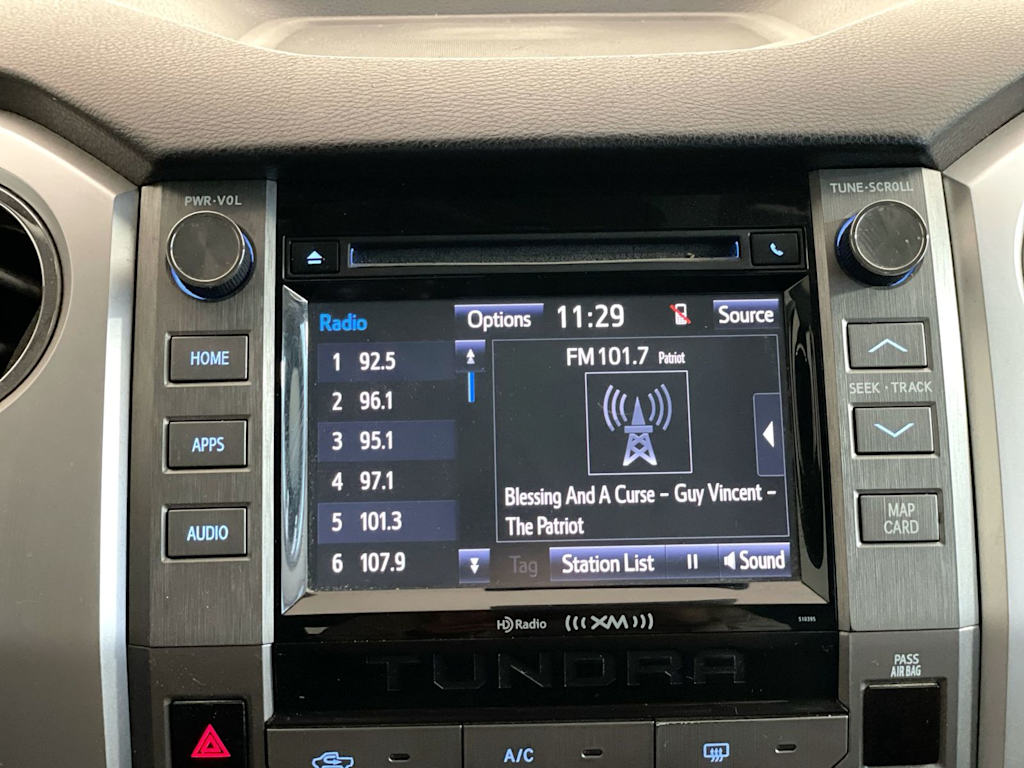 PWR·VOL
TUNE·SCROLL
HOME
APPS
AUDIO
Radio
Options
11:29
Source
1 92.5
2 96.1
3 95.1
4 97.1
5 101.3
6 107.9
FM 101.7 Patriot
Blessing And A Curse – Guy Vincent –
The Patriot
Tag
Station List
Sound
SEEK·TRACK
MAP
CARD
HD Radio
(((XM)))
510395
TUNDRA
PASS
AIR BAG
A/C